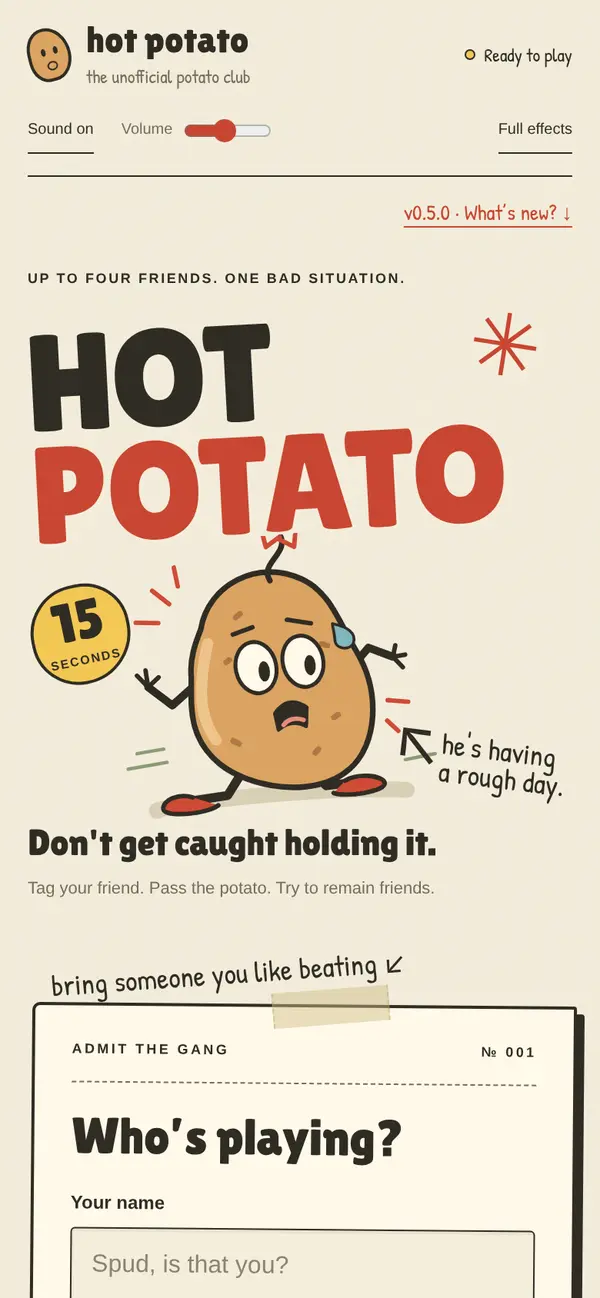 hot potato
the unofficial potato club
Ready to play
Sound on
Volume
Full effects
v0.5.0 · What's new? ↓
UP TO FOUR FRIENDS. ONE BAD SITUATION.
HOT
POTATO
15
SECONDS
he's having
a rough day.
Don't get caught holding it.
Tag your friend. Pass the potato. Try to remain friends.
bring someone you like beating ↙
ADMIT THE GANG
№ 001
Who's playing?
Your name
Spud, is that you?